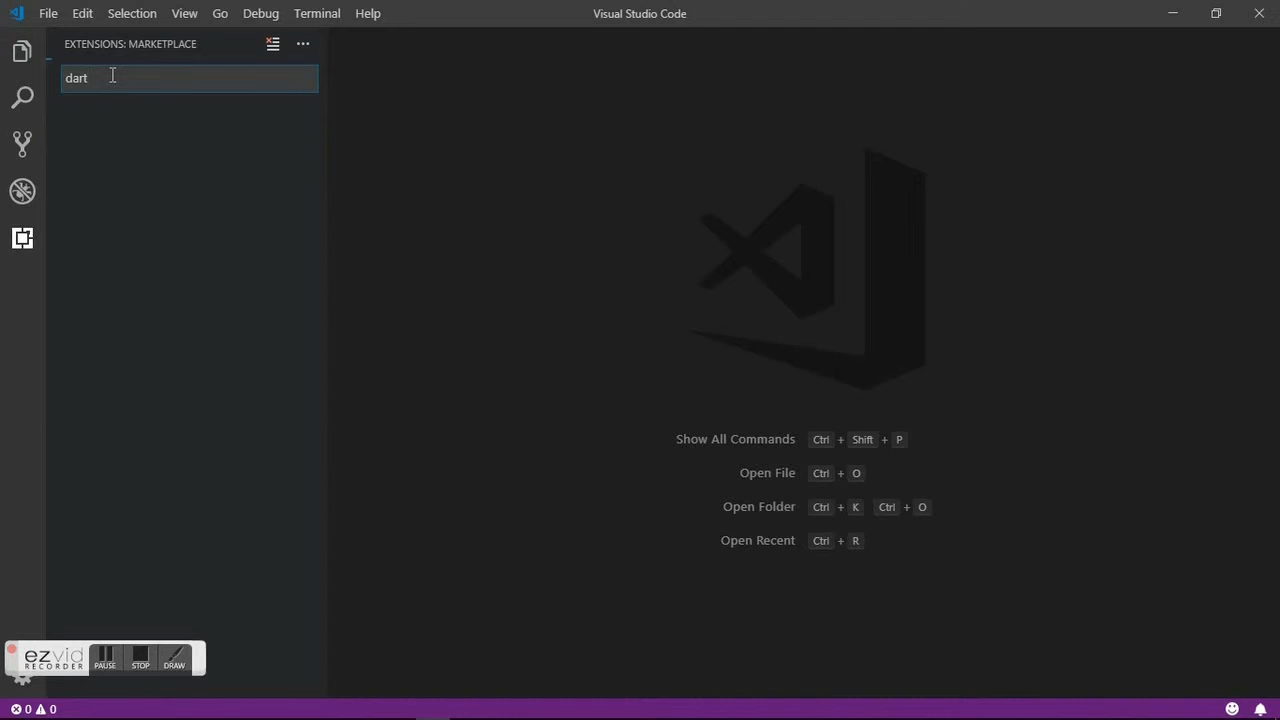 File Edit Selection View Go Debug Terminal Help
Visual Studio Code
EXTENSIONS: MARKETPLACE
dart
Show All Commands Ctrl + Shift + P
Open File Ctrl + O
Open Folder Ctrl + K Ctrl + O
Open Recent Ctrl + R
ezvid
RECORDER
PAUSE STOP DRAW
0 0